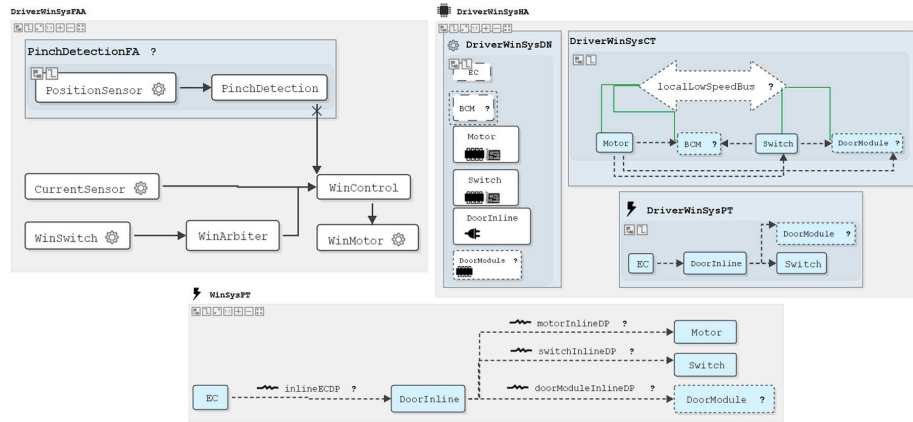 DriverWinSysFAA
PinchDetectionFA ?
PositionSensor
PinchDetection
CurrentSensor
WinControl
WinSwitch
WinArbiter
WinMotor
DriverWinSysHA
DriverWinSysDN
EC
BCM ?
Motor
Switch
DoorInline
DoorModule ?
DriverWinSysCT
localLowSpeedBus ?
Motor
BCM ?
Switch
DoorModule ?
DriverWinSysPT
DoorModule ?
EC
DoorInline
Switch
WinSysPT
motorInlineDP ?
Motor
switchInlineDP ?
Switch
inlineECDP ?
doorModuleInlineDP ?
EC
DoorInline
DoorModule ?